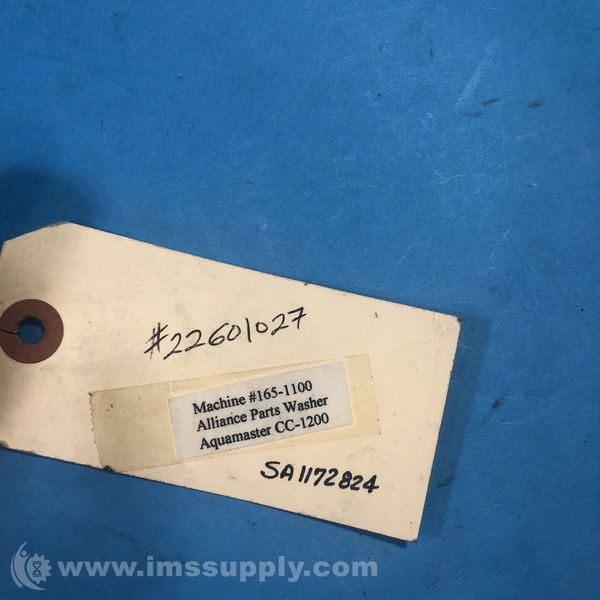 #22601027
Machine #165-1100
Alliance Parts Washer
Aquamaster CC-1200
SA1172824
www.imssupply.com